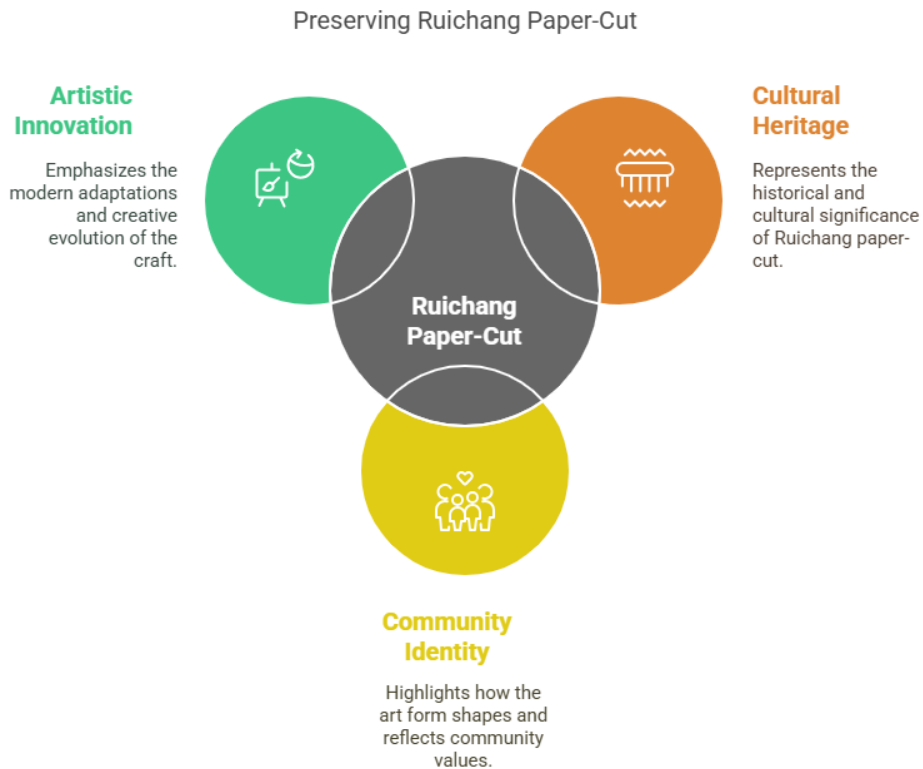 Preserving Ruichang Paper-Cut
Artistic
Innovation
Emphasizes the
modern adaptations
and creative
evolution of the
craft.
Cultural
Heritage
Represents the
historical and
cultural significance
of Ruichang paper-
cut.
Ruichang
Paper-Cut
Community
Identity
Highlights how the
art form shapes and
reflects community
values.